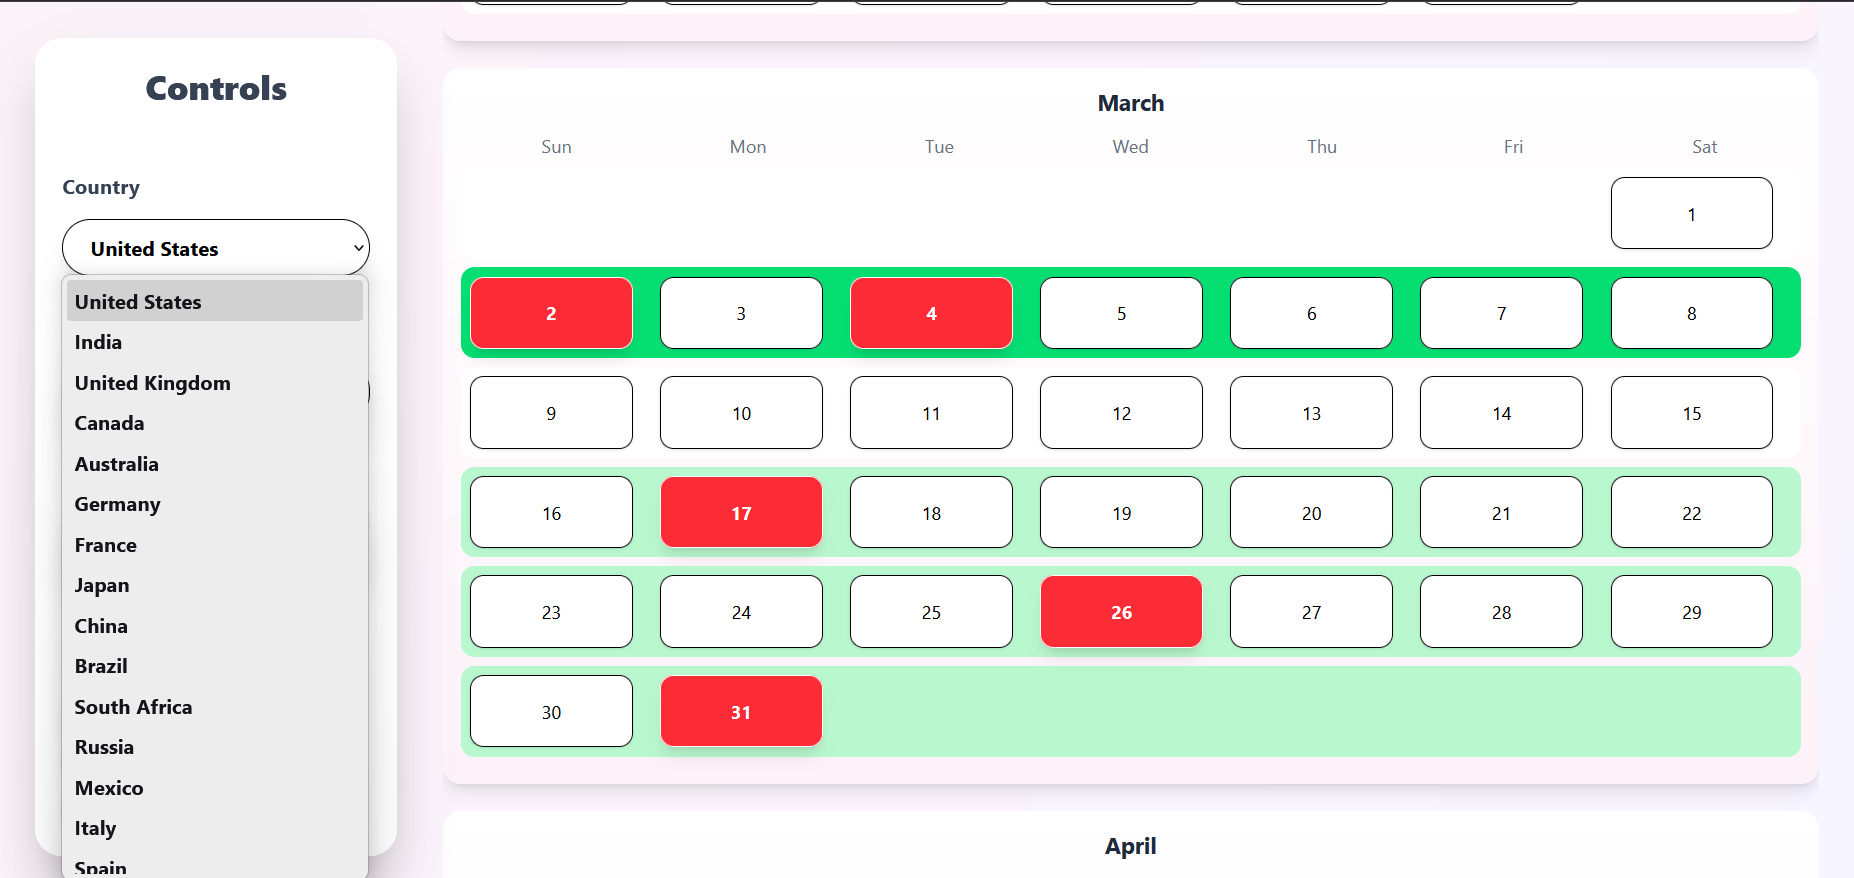 Controls
Country
United States
United States
India
United Kingdom
Canada
Australia
Germany
France
Japan
China
Brazil
South Africa
Russia
Mexico
Italy
Spain
March
Sun Mon Tue Wed Thu Fri Sat
1
2 3 4 5 6 7 8
9 10 11 12 13 14 15
16 17 18 19 20 21 22
23 24 25 26 27 28 29
30 31
April